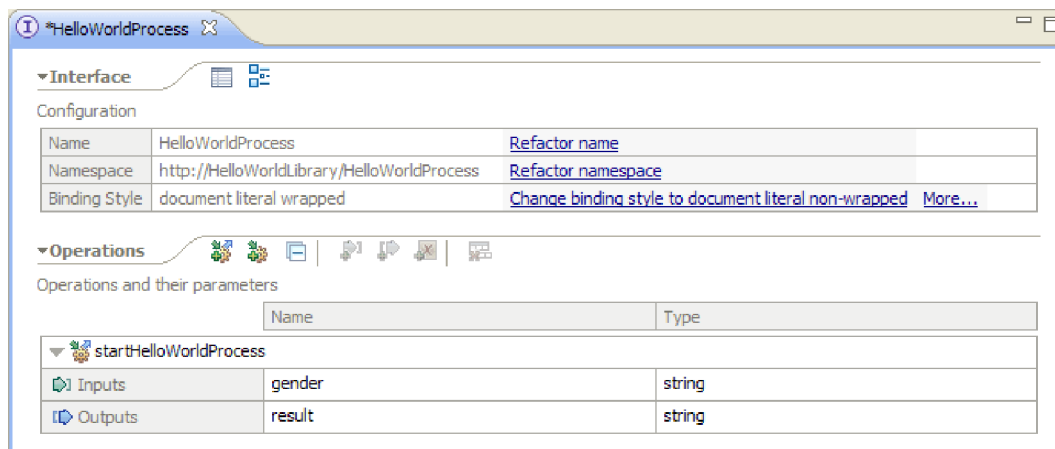 *HelloWorldProcess
Interface
Configuration
Name HelloWorldProcess Refactor name
Namespace http://HelloWorldLibrary/HelloWorldProcess Refactor namespace
Binding Style document literal wrapped Change binding style to document literal non-wrapped More...
Operations
Operations and their parameters
Name Type
startHelloWorldProcess
Inputs gender string
Outputs result string